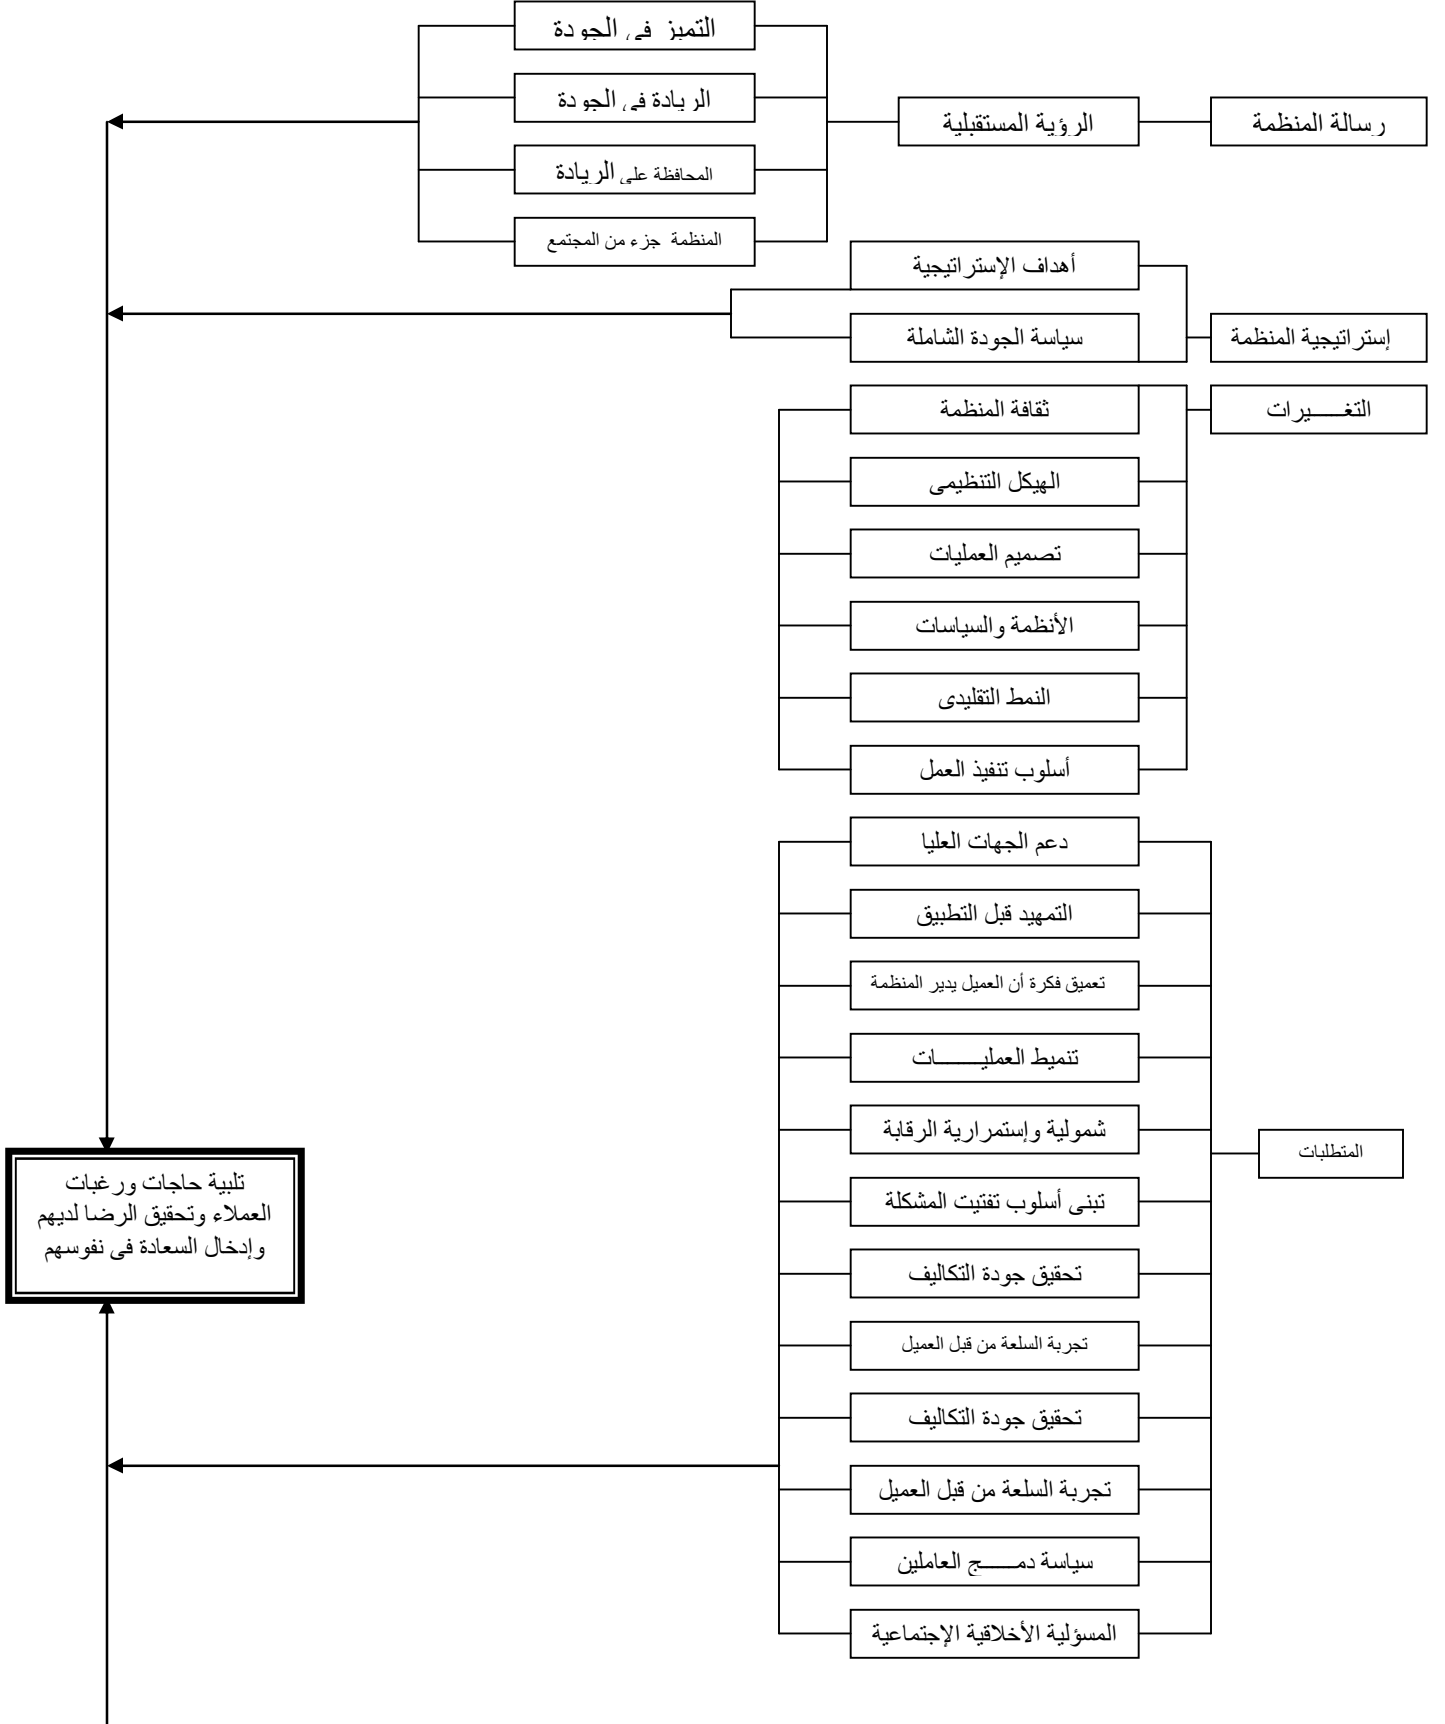 رسالة المنظمة
الرؤية المستقبلية
التميز في الجودة
الريادة في الجودة
المحافظة على الريادة
المنظمة جزء من المجتمع
إستراتيجية المنظمة
أهداف الإستراتيجية
سياسة الجودة الشاملة
التغـــــيرات
ثقافة المنظمة
الهيكل التنظيمى
تصميم العمليات
الأنظمة والسياسات
النمط التقليدى
أسلوب تنفيذ العمل
المتطلبات
دعم الجهات العليا
التمهيد قبل التطبيق
تعميق فكرة أن العميل يدير المنظمة
تنميط العمليـــــــات
شمولية وإستمرارية الرقابة
تبنى أسلوب تفتيت المشكلة
تحقيق جودة التكاليف
تجربة السلعة من قبل العميل
تحقيق جودة التكاليف
تجربة السلعة من قبل العميل
سياسة دمـــــج العاملين
المسؤلية الأخلاقية الإجتماعية
تلبية حاجات ورغبات
العملاء وتحقيق الرضا لديهم
وإدخال السعادة فى نفوسهم